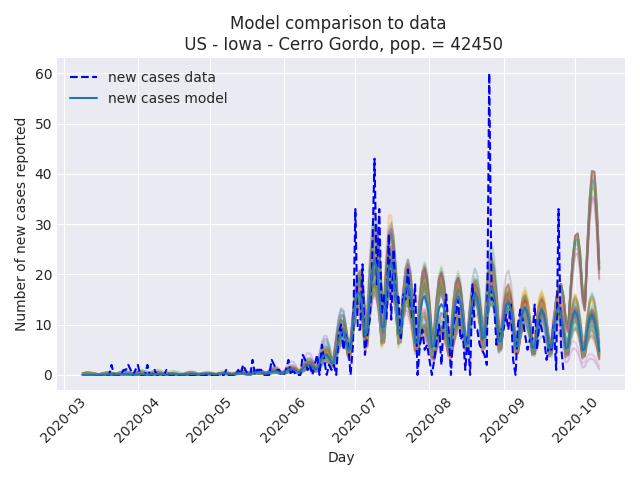 Model comparison to data
US - Iowa - Cerro Gordo, pop. = 42450
new cases data
new cases model
Number of new cases reported
60
50
40
30
20
10
0
2020-03
2020-04
2020-05
2020-06
2020-07
2020-08
2020-09
2020-10
Day